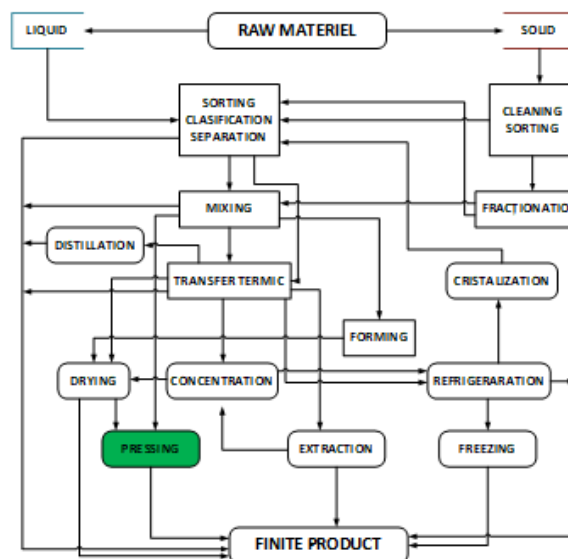 LIQUID
RAW MATERIEL
SOLID
SORTING
CLASIFICATION
SEPARATION
CLEANING
SORTING
MIXING
FRACTIONATIO
DISTILLATION
TRANSFER TERMIC
CRISTALIZATION
FORMING
DRYING
CONCENTRATION
REFRIGERARATION
PRESSING
EXTRACTION
FREEZING
FINITE PRODUCT